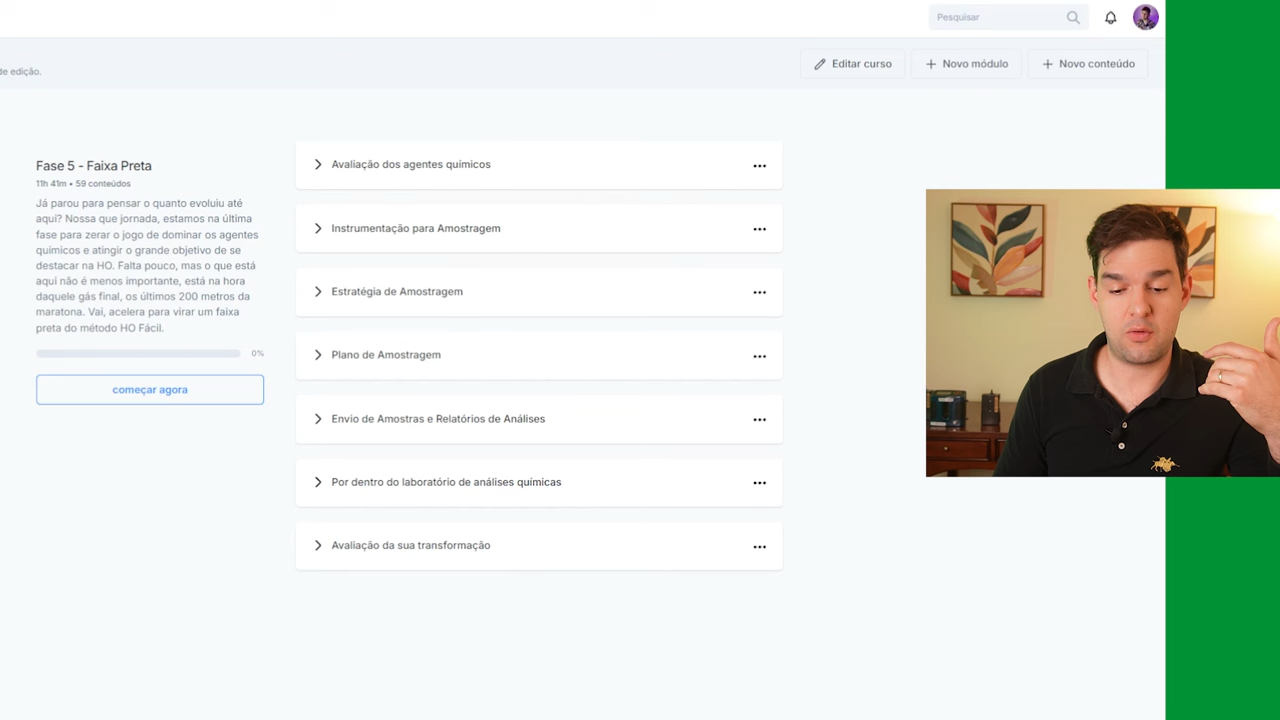 Pesquisar
de edição.
Editar curso
Novo módulo
Novo conteúdo
Fase 5 - Faixa Preta
11h 41m • 59 conteúdos
Já parou para pensar o quanto evoluiu até
aqui? Nossa que jornada, estamos na última
fase para zerar o jogo de dominar os agentes
químicos e atingir o grande objetivo de se
destacar na HO. Falta pouco, mas o que está
aqui não é menos importante, está na hora
daquele gás final, os últimos 200 metros da
maratona. Vai, acelera para virar um faixa
preta do método HO Fácil.
0%
começar agora
Avaliação dos agentes químicos
Instrumentação para Amostragem
Estratégia de Amostragem
Plano de Amostragem
Envio de Amostras e Relatórios de Análises
Por dentro do laboratório de análises químicas
Avaliação da sua transformação